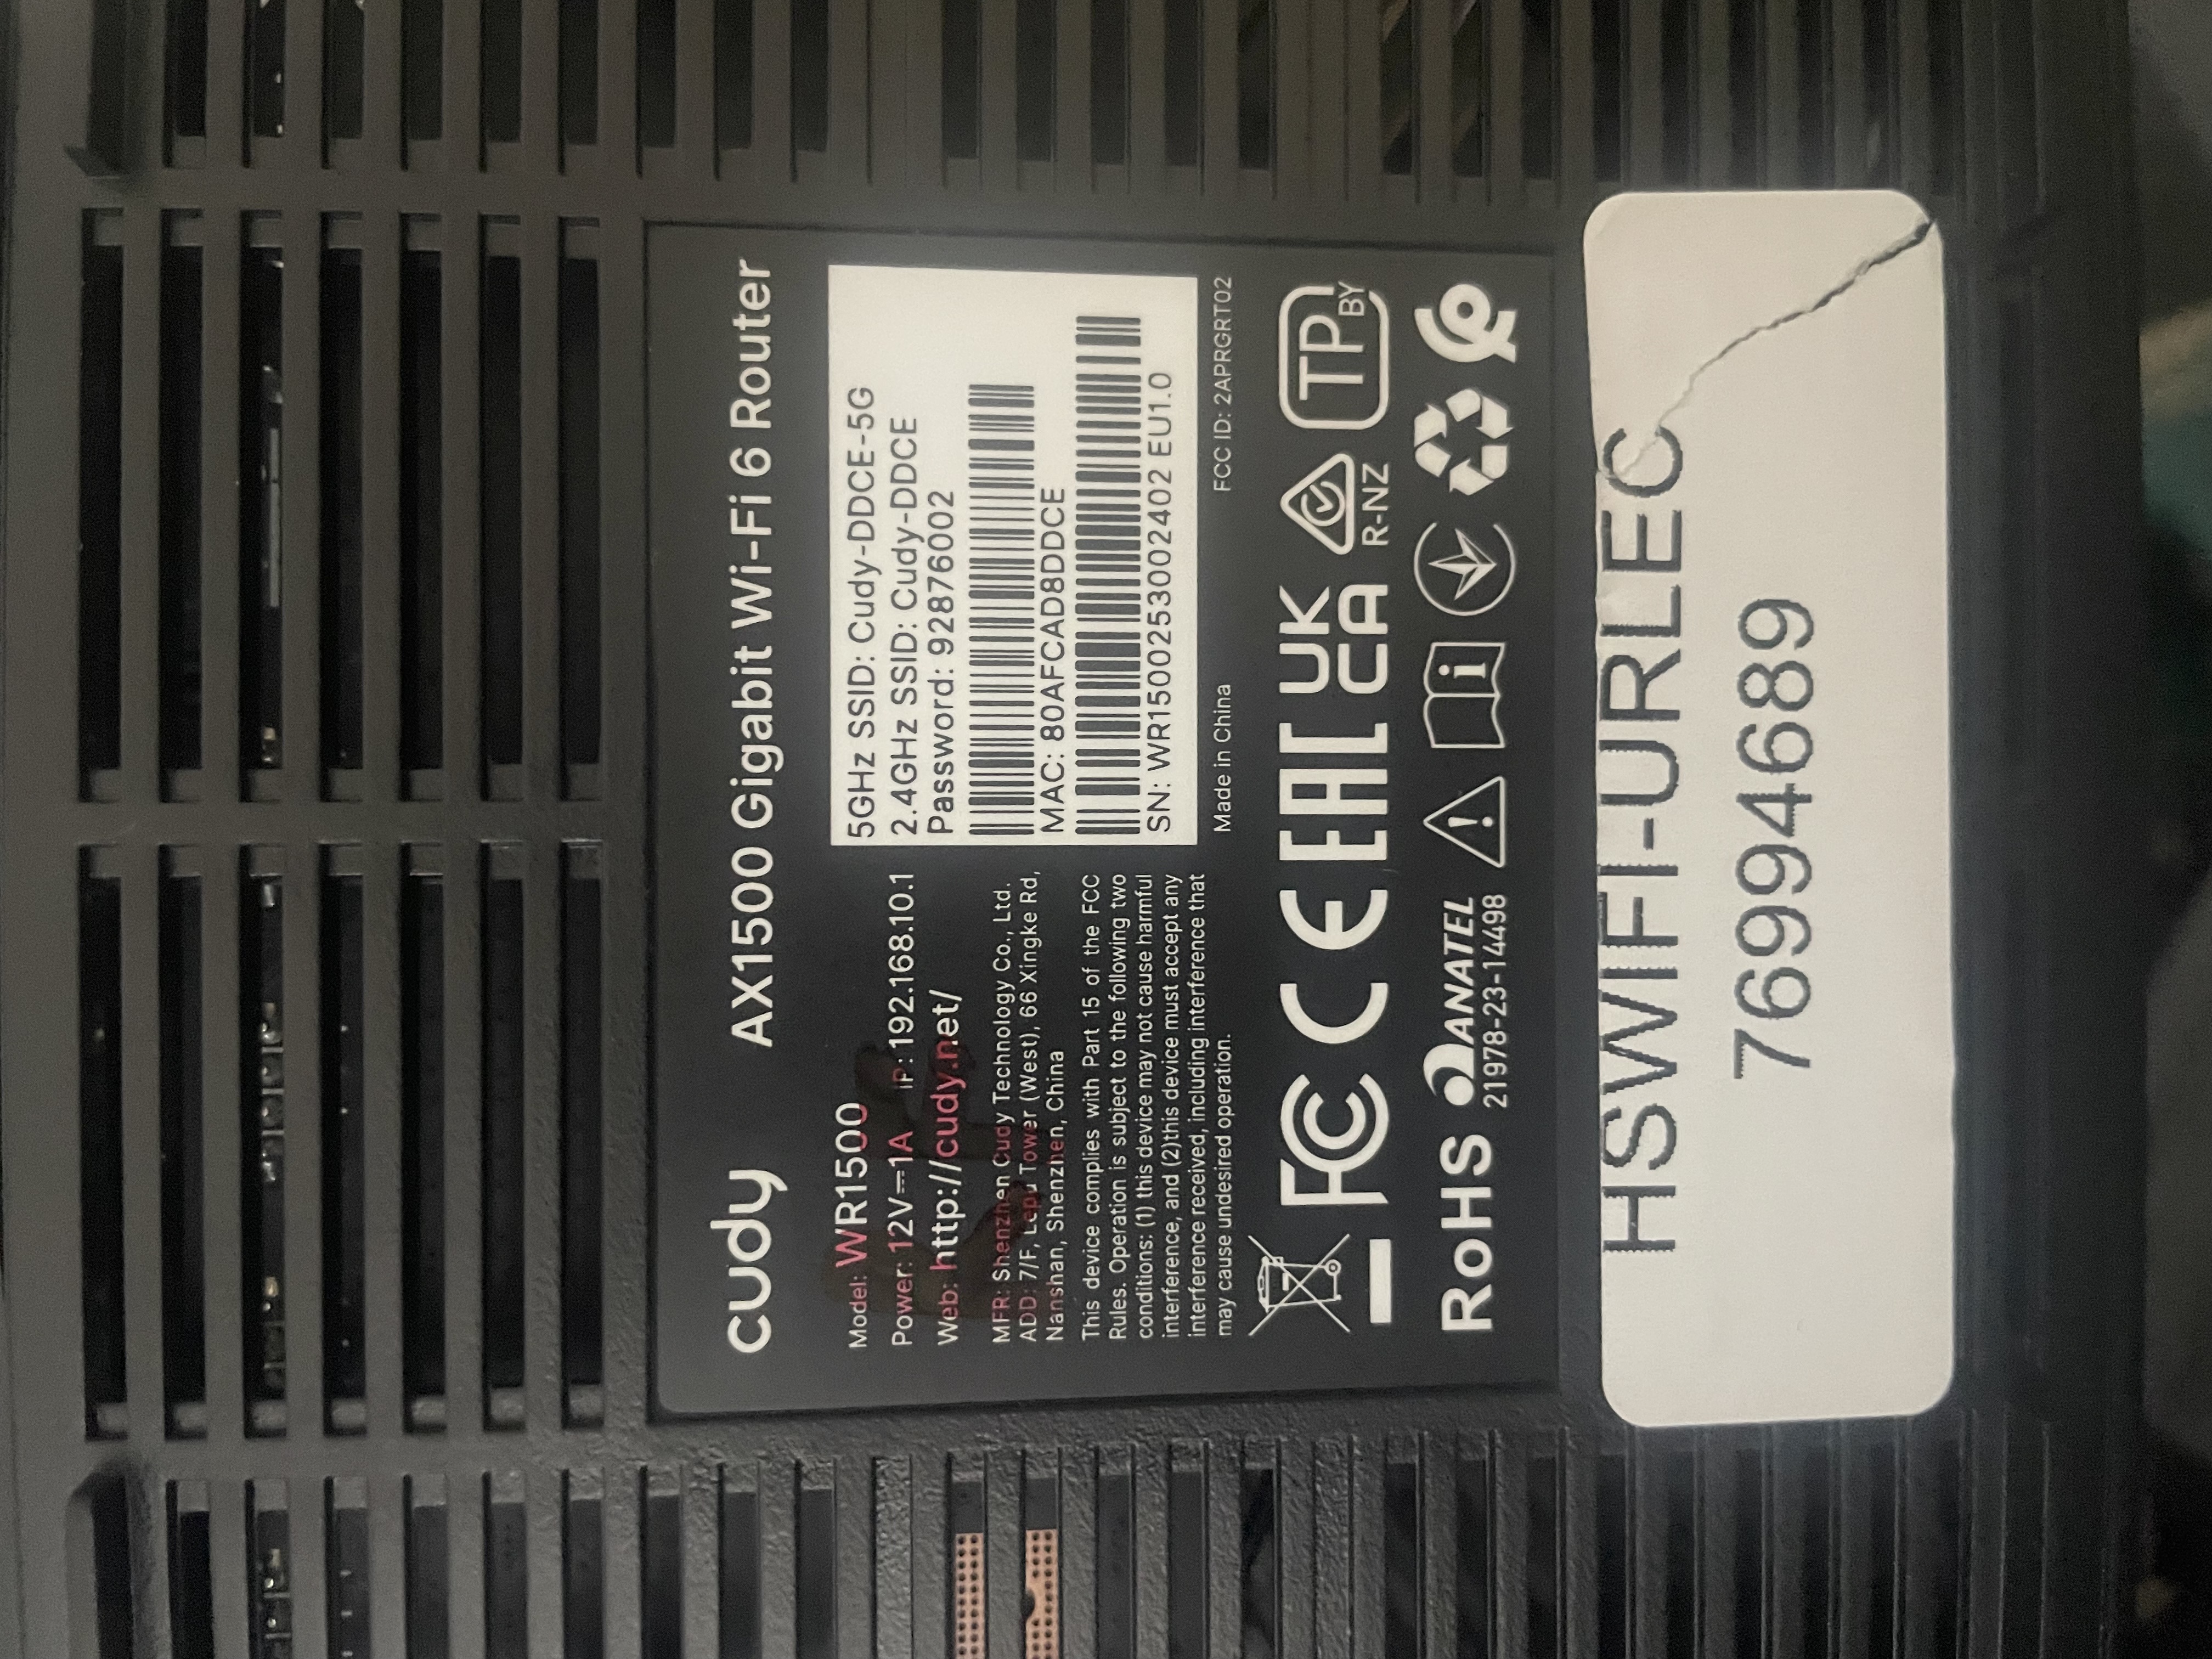 cudy AX1500 Gigabit Wi-Fi 6 Router
Model: WR1500
Power: 12V⎓1A IP: 192.168.10.1
Web: http://cudy.net/
MFR: Shenzhen Cudy Technology Co., Ltd.
ADD: 7/F, Lepu Tower (West), 66 Xingke Rd,
Nanshan, Shenzhen, China
This device complies with Part 15 of the FCC
Rules. Operation is subject to the following two
conditions: (1) this device may not cause harmful
interference, and (2)this device must accept any
interference received, including interference that
may cause undesired operation.
5GHz SSID: Cudy-DDCE-5G
2.4GHz SSID: Cudy-DDCE
Password: 92876002
MAC: 80AFCAD8DDCE
SN: WR15002530002402 EU1.0
Made in China FCC ID: 2APRGRT02
FC CE EAC UK CA R-NZ TP BY
RoHS ANATEL
21978-23-14498
HSWIFI-URLEC
76994689